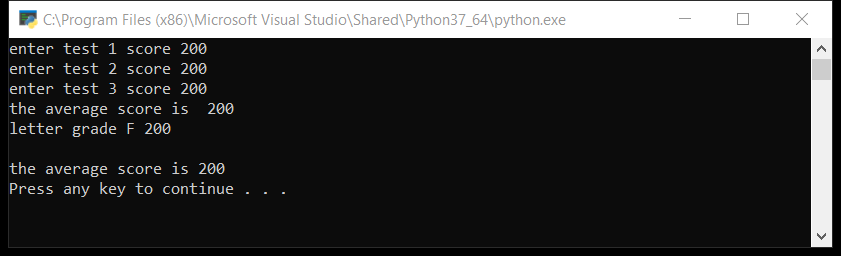 C:\Program Files (x86)\Microsoft Visual Studio\Shared\Python37_64\python.exe
enter test 1 score 200
enter test 2 score 200
enter test 3 score 200
the average score is  200
letter grade F 200
the average score is 200
Press any key to continue . . .